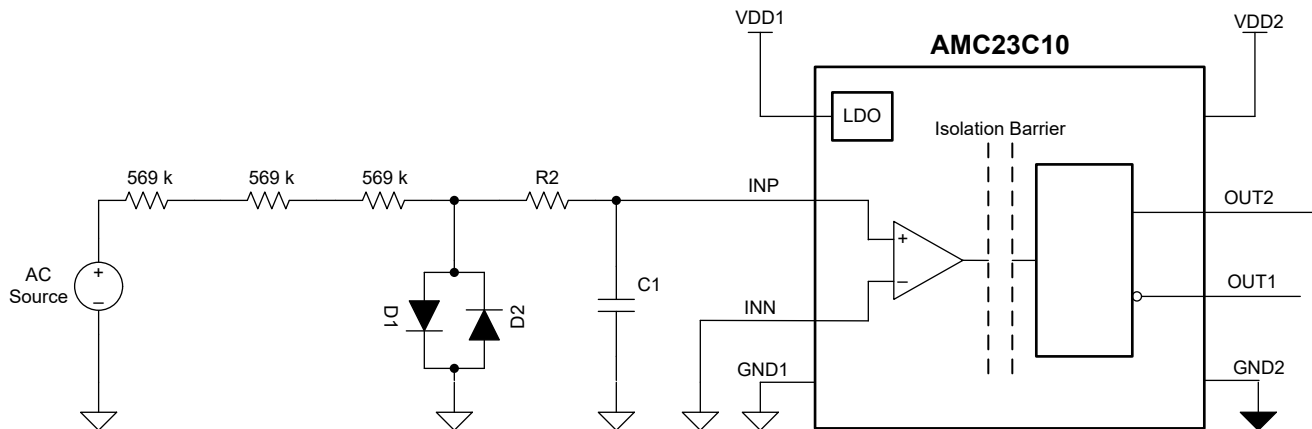 VDD1
VDD2
AMC23C10
LDO
Isolation Barrier
569 k
569 k
569 k
R2
INP
OUT2
AC
Source
+
−
+
−
D1
D2
C1
INN
OUT1
GND1
GND2